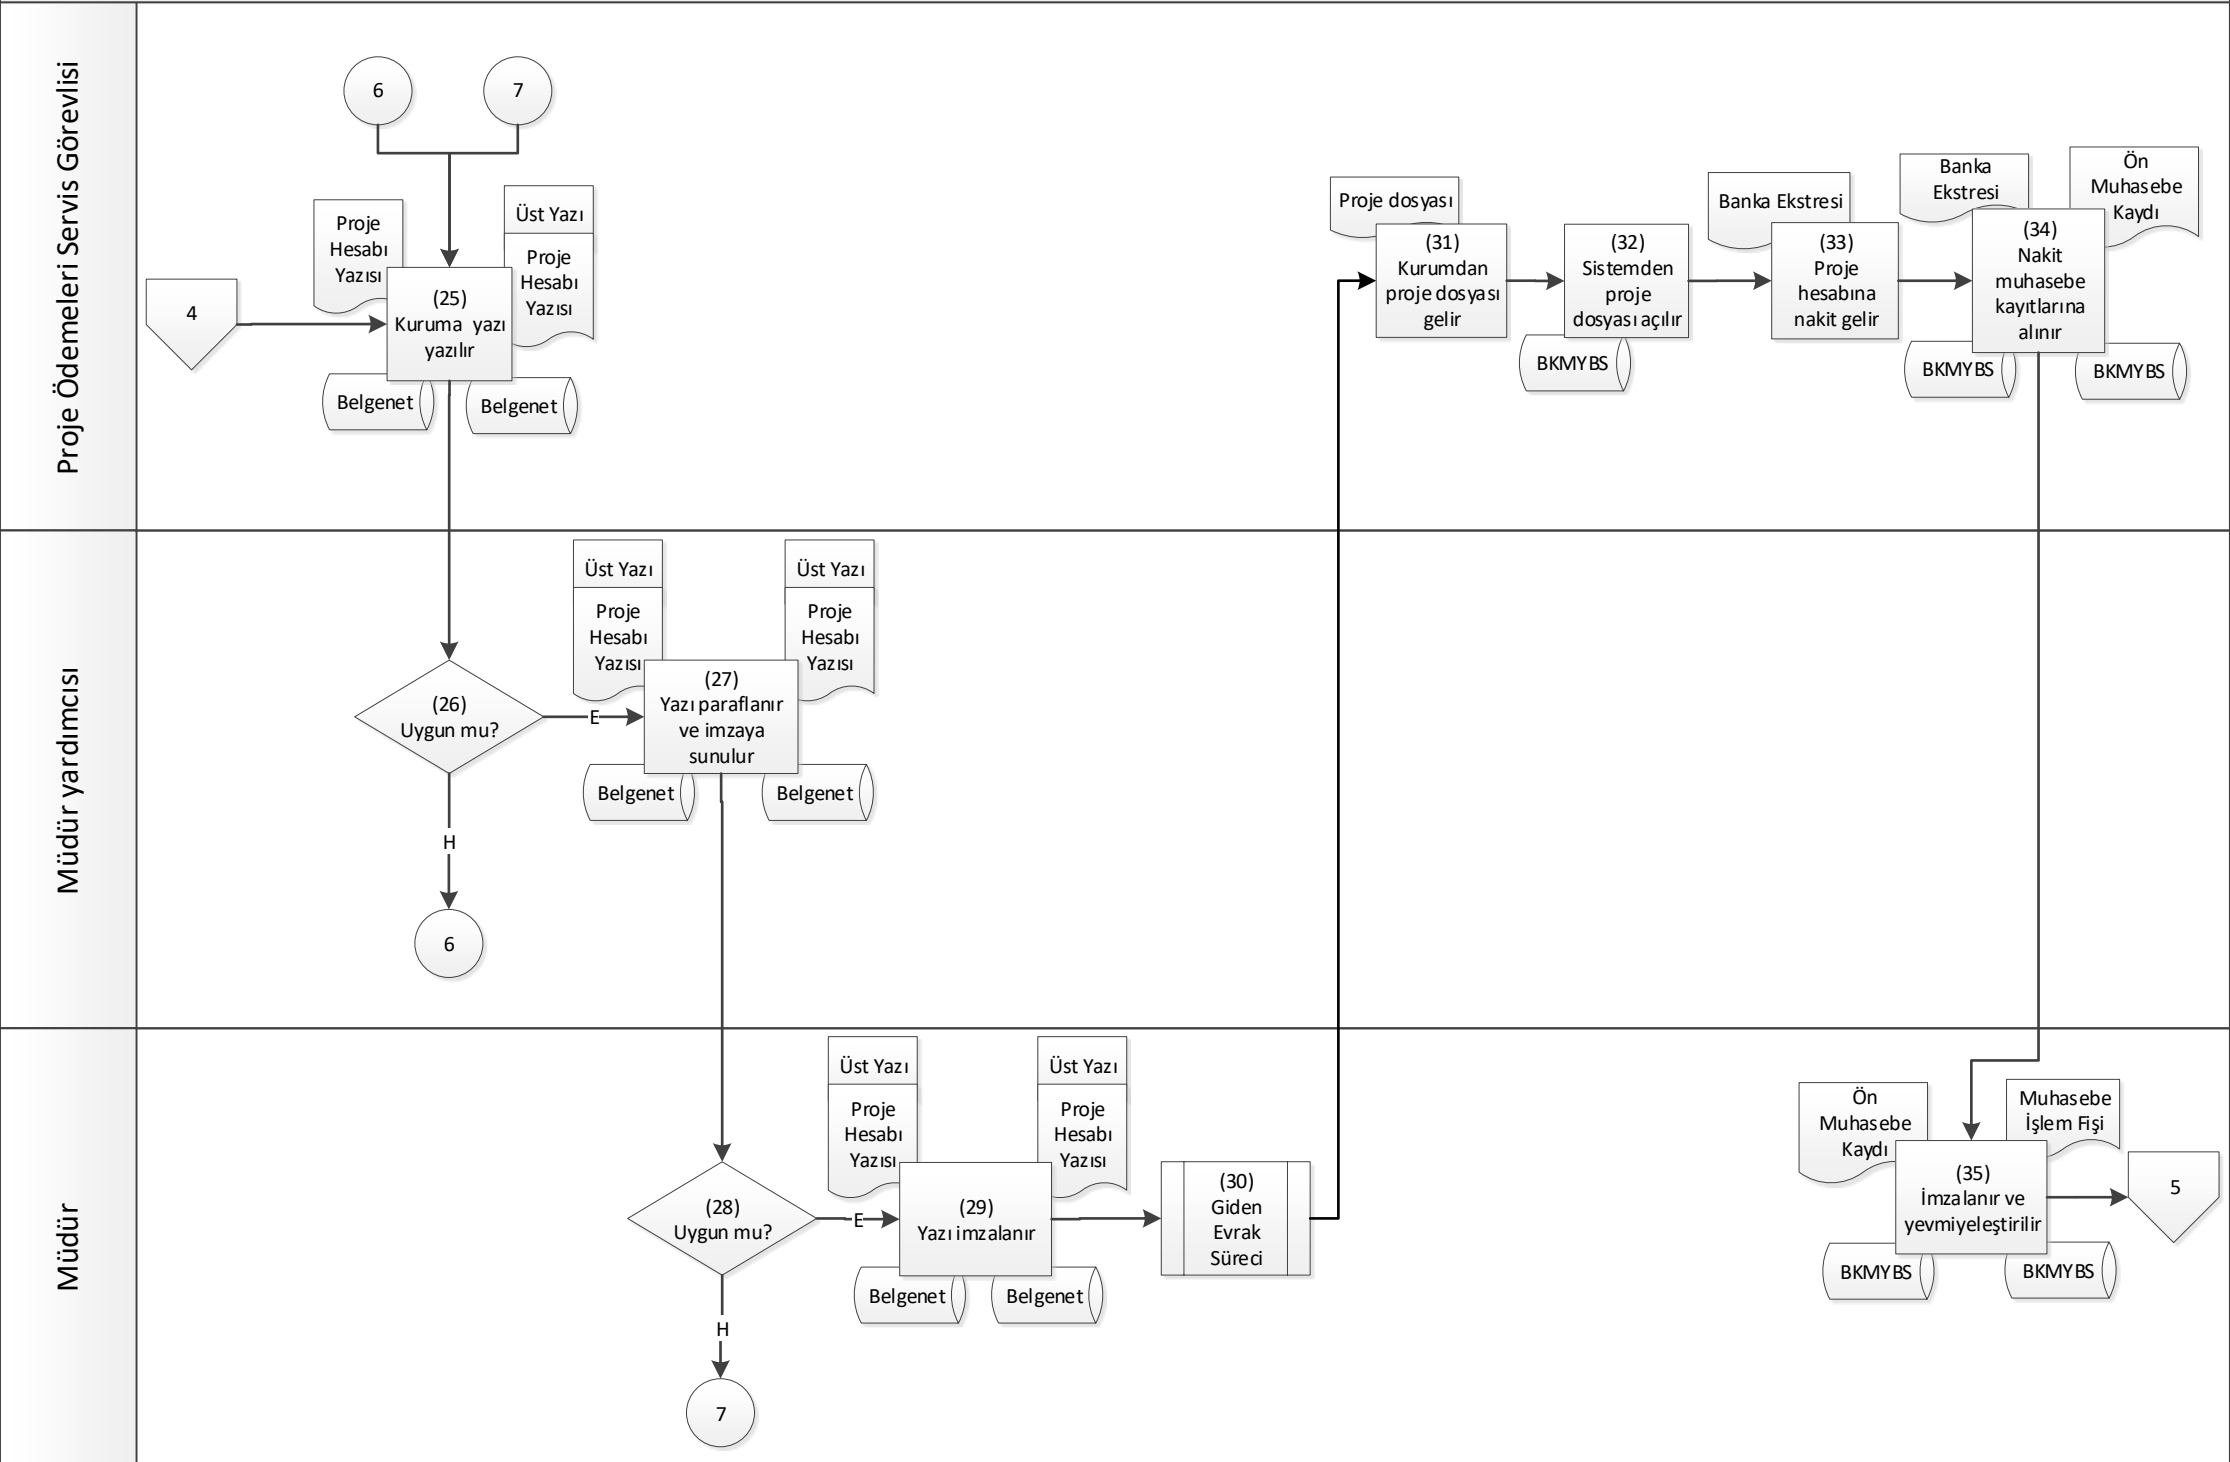 Proje Ödemeleri Servis Görevlisi
6
7
4
Proje
Hesabı
Yazısı
Üst Yazı
Proje
Hesabı
Yazısı
(25)
Kuruma yazı
yazılır
Belgenet
Belgenet
Proje dosyası
(31)
Kurumdan
proje dosyası
gelir
(32)
Sistemden
proje
dosyası açılır
BKMYBS
Banka Ekstresi
(33)
Proje
hesabına
nakit gelir
Banka
Ekstresi
Ön
Muhasebe
Kaydı
(34)
Nakit
muhasebe
kayıtlarına
alınır
BKMYBS
BKMYBS
Müdür yardımcısı
(26)
Uygun mu?
E
H
6
Üst Yazı
Proje
Hesabı
Yazısı
Üst Yazı
Proje
Hesabı
Yazısı
(27)
Yazı paraflanır
ve imzaya
sunulur
Belgenet
Belgenet
Müdür
(28)
Uygun mu?
E
H
7
Üst Yazı
Proje
Hesabı
Yazısı
Üst Yazı
Proje
Hesabı
Yazısı
(29)
Yazı imzalanır
Belgenet
Belgenet
(30)
Giden
Evrak
Süreci
Ön
Muhasebe
Kaydı
Muhasebe
İşlem Fişi
(35)
İmzalanır ve
yevmiyeleştirilir
BKMYBS
BKMYBS
5